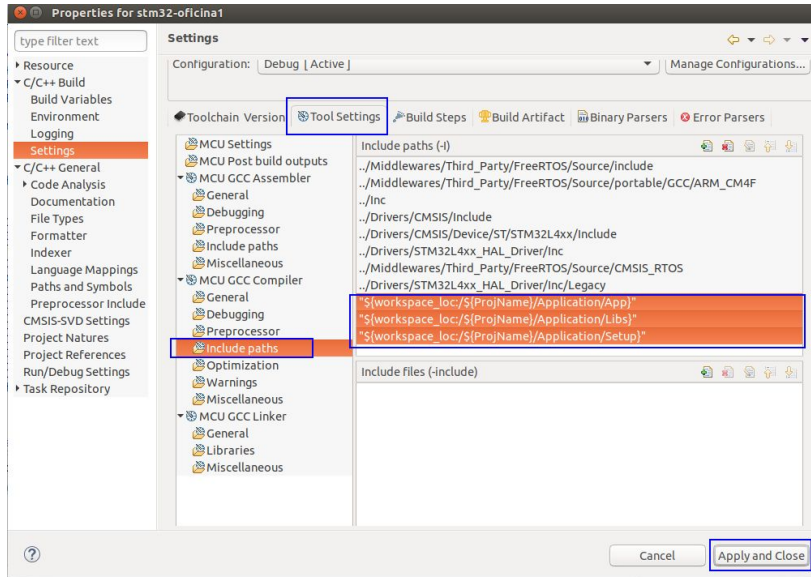 Properties for stm32-oficina1
type filter text
Resource
C/C++ Build
Build Variables
Environment
Logging
Settings
C/C++ General
Code Analysis
Documentation
File Types
Formatter
Indexer
Language Mappings
Paths and Symbols
Preprocessor Include
CMSIS-SVD Settings
Project Natures
Project References
Run/Debug Settings
Task Repository
Settings
Configuration: Debug [ Active ]
Manage Configurations...
Toolchain Version Tool Settings Build Steps Build Artifact Binary Parsers Error Parsers
MCU Settings
MCU Post build outputs
MCU GCC Assembler
General
Debugging
Preprocessor
Include paths
Miscellaneous
MCU GCC Compiler
General
Debugging
Preprocessor
Include paths
Optimization
Warnings
Miscellaneous
MCU GCC Linker
General
Libraries
Miscellaneous
Include paths (-I)
../Middlewares/Third_Party/FreeRTOS/Source/include
../Middlewares/Third_Party/FreeRTOS/Source/portable/GCC/ARM_CM4F
../Inc
../Drivers/CMSIS/Include
../Drivers/CMSIS/Device/ST/STM32L4xx/Include
../Drivers/STM32L4xx_HAL_Driver/Inc
../Middlewares/Third_Party/FreeRTOS/Source/CMSIS_RTOS
../Drivers/STM32L4xx_HAL_Driver/Inc/Legacy
"${workspace_loc:/${ProjName}/Application/App}"
"${workspace_loc:/${ProjName}/Application/Libs}"
"${workspace_loc:/${ProjName}/Application/Setup}"
Include files (-include)
Cancel
Apply and Close